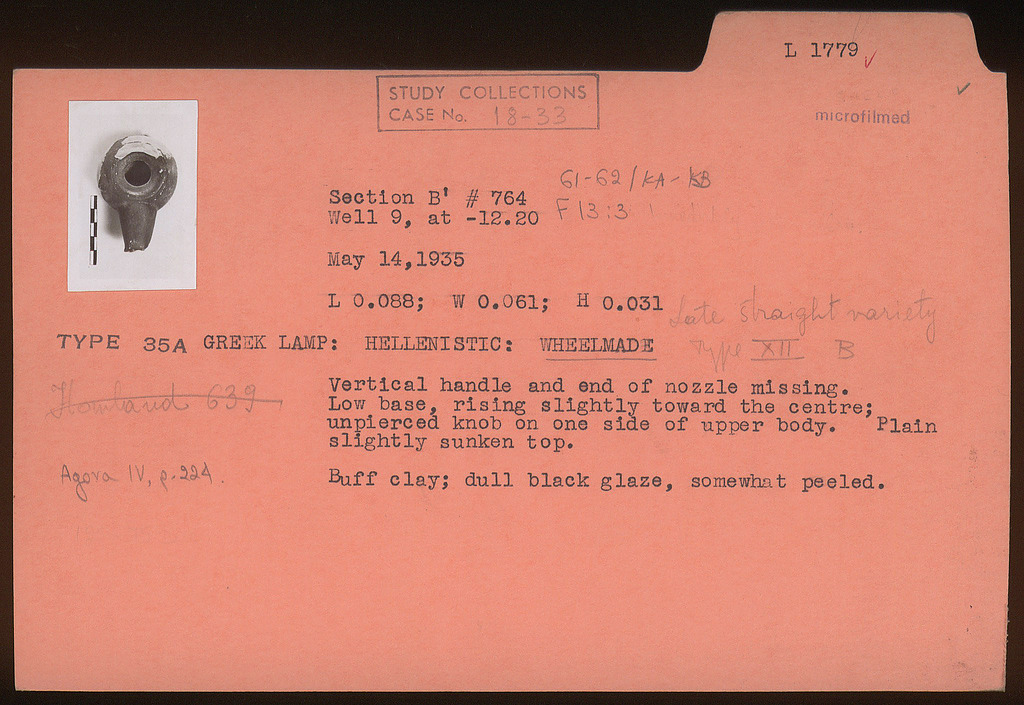 L 1779
STUDY COLLECTIONS
CASE No. 18-33
microfilmed
61-62/KA-KB
Section B' # 764
F 13:3
Well 9, at -12.20
May 14,1935
L 0.088; W 0.061; H 0.031
Late straight variety
TYPE 35A GREEK LAMP: HELLENISTIC: WHEELMADE Type XII B
Howland 639
Vertical handle and end of nozzle missing.
Low base, rising slightly toward the centre;
unpierced knob on one side of upper body. Plain
slightly sunken top.
Agora IV, p.224.
Buff clay; dull black glaze, somewhat peeled.